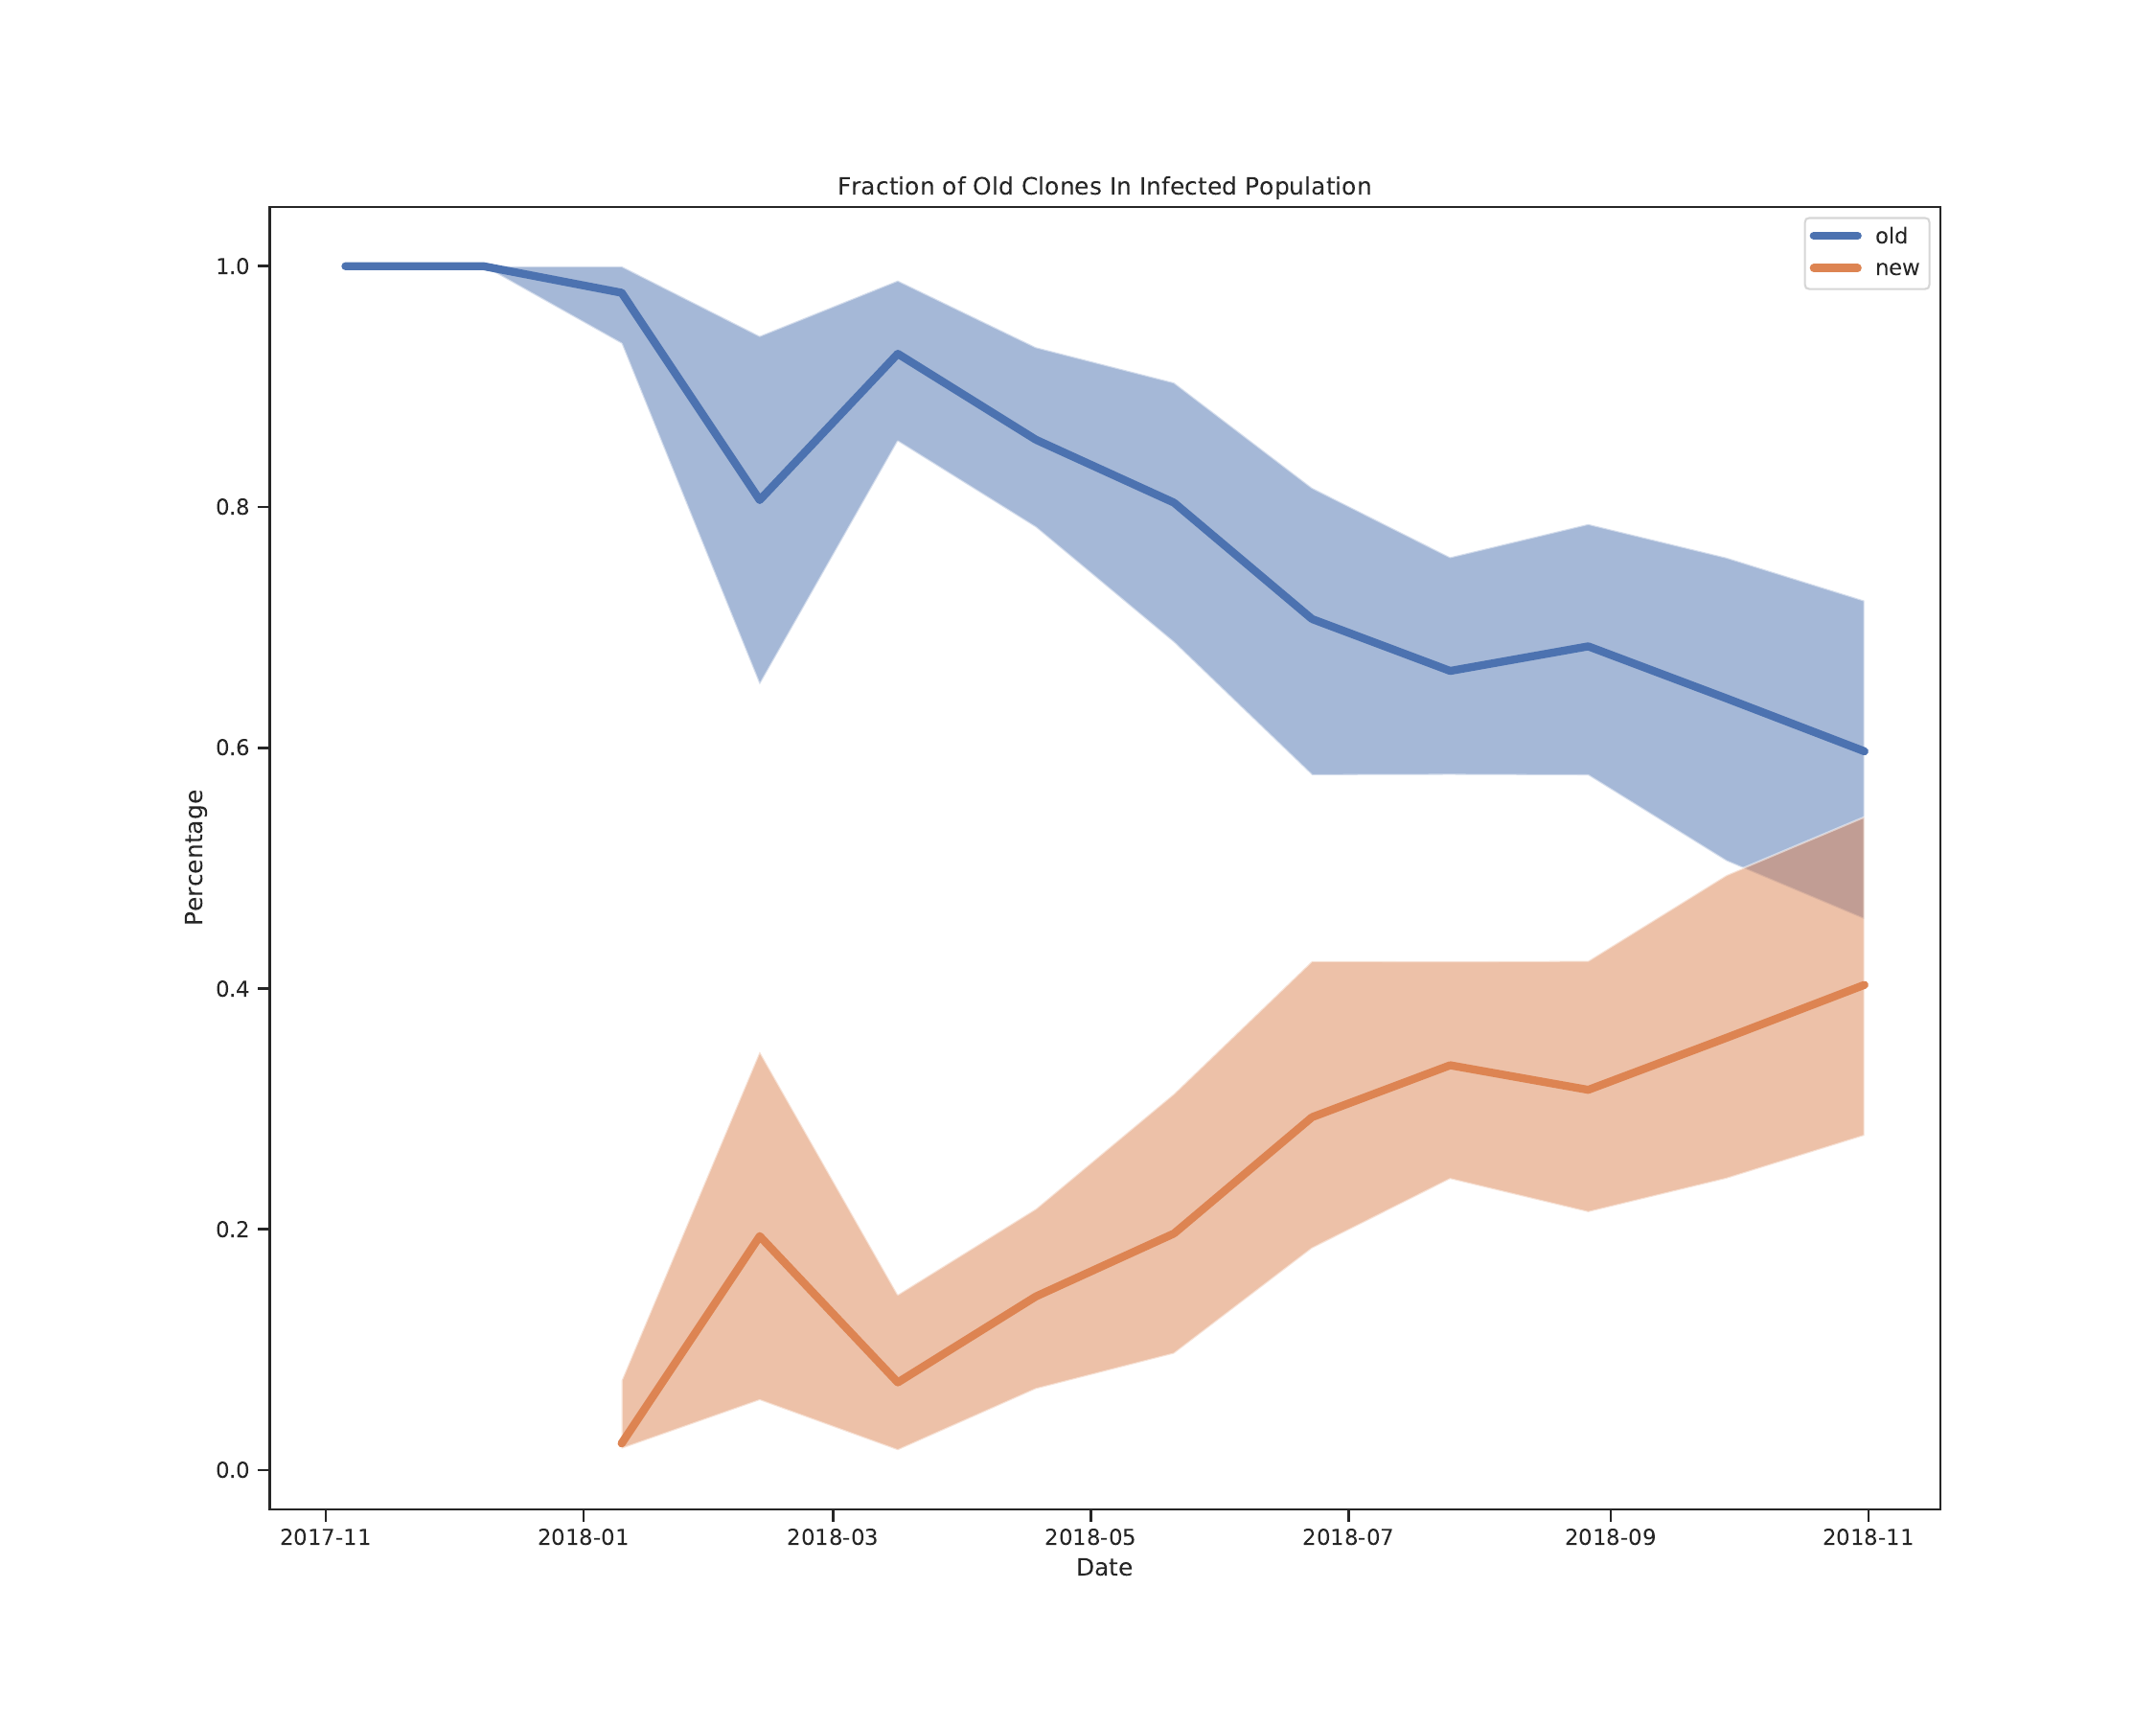 Fraction of Old Clones In Infected Population
old
new
1.0
0.8
0.6
0.4
0.2
0.0
Percentage
2017-11 2018-01 2018-03 2018-05 2018-07 2018-09 2018-11
Date